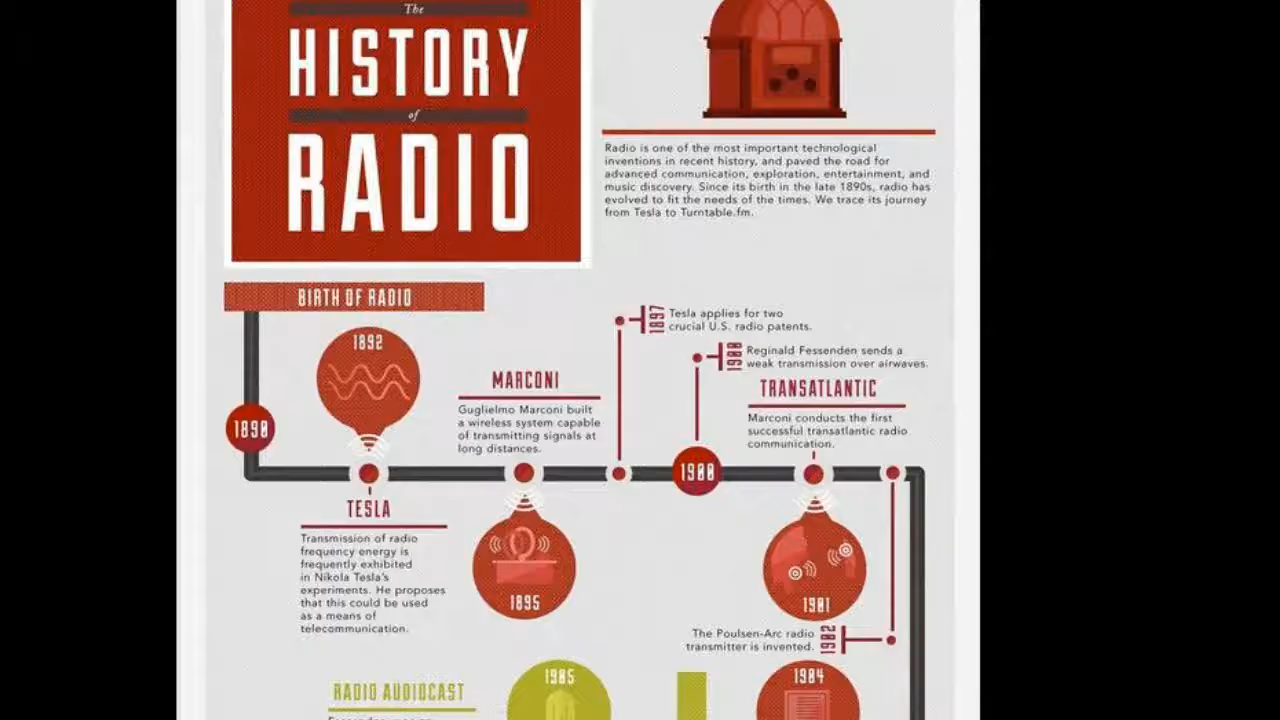 The
HISTORY
of
RADIO
Radio is one of the most important technological
inventions in recent history, and paved the road for
advanced communication, exploration, entertainment, and
music discovery. Since its birth in the late 1890s, radio has
evolved to fit the needs of the times. We trace its journey
from Tesla to Turntable.fm.
BIRTH OF RADIO
1890
1892
TESLA
Transmission of radio
frequency energy is
frequently exhibited
in Nikola Tesla's
experiments. He proposes
that this could be used
as a means of
telecommunication.
MARCONI
Guglielmo Marconi built
a wireless system capable
of transmitting signals at
long distances.
1895
1897
Tesla applies for two
crucial U.S. radio patents.
1900
Reginald Fessenden sends a
weak transmission over airwaves.
1900
TRANSATLANTIC
Marconi conducts the first
successful transatlantic radio
communication.
1901
1902
The Poulsen-Arc radio
transmitter is invented.
1904
1905
RADIO AUDIOCAST